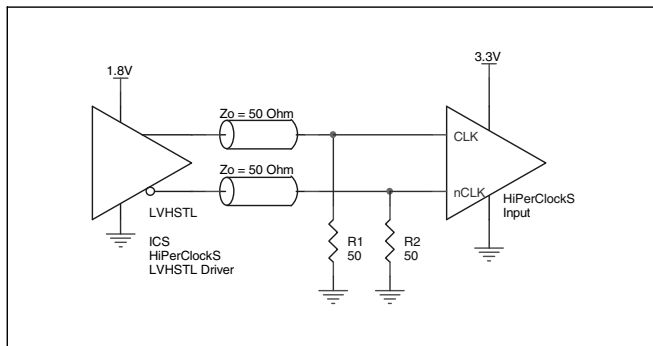 1.8V
3.3V
Zo = 50 Ohm
CLK
Zo = 50 Ohm
nCLK
HiPerClockS
Input
LVHSTL
ICS
HiPerClockS
LVHSTL Driver
R1
50
R2
50